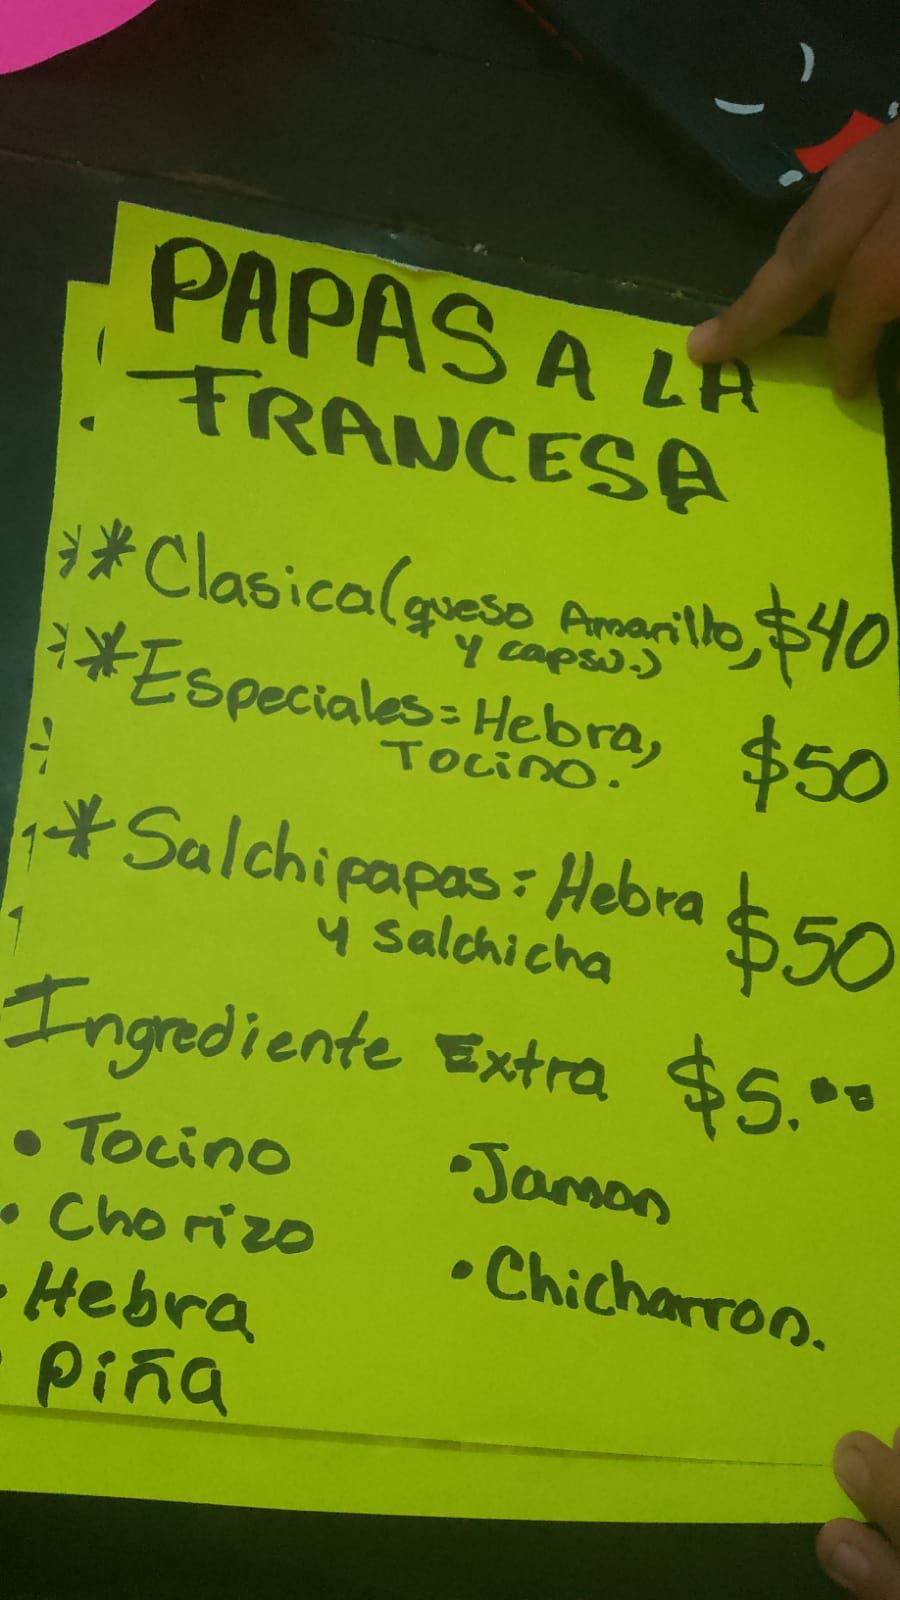 PAPAS A LA
FRANCESA
* Clasica (queso Amarillo, $40
y capsu.)
* Especiales = Hebra, $50
Tocino.
* Salchipapas = Hebra $50
y salchicha
Ingrediente Extra $5.00
• Tocino
• Jamon
• Chorizo
• Chicharron.
• Hebra
• Piña